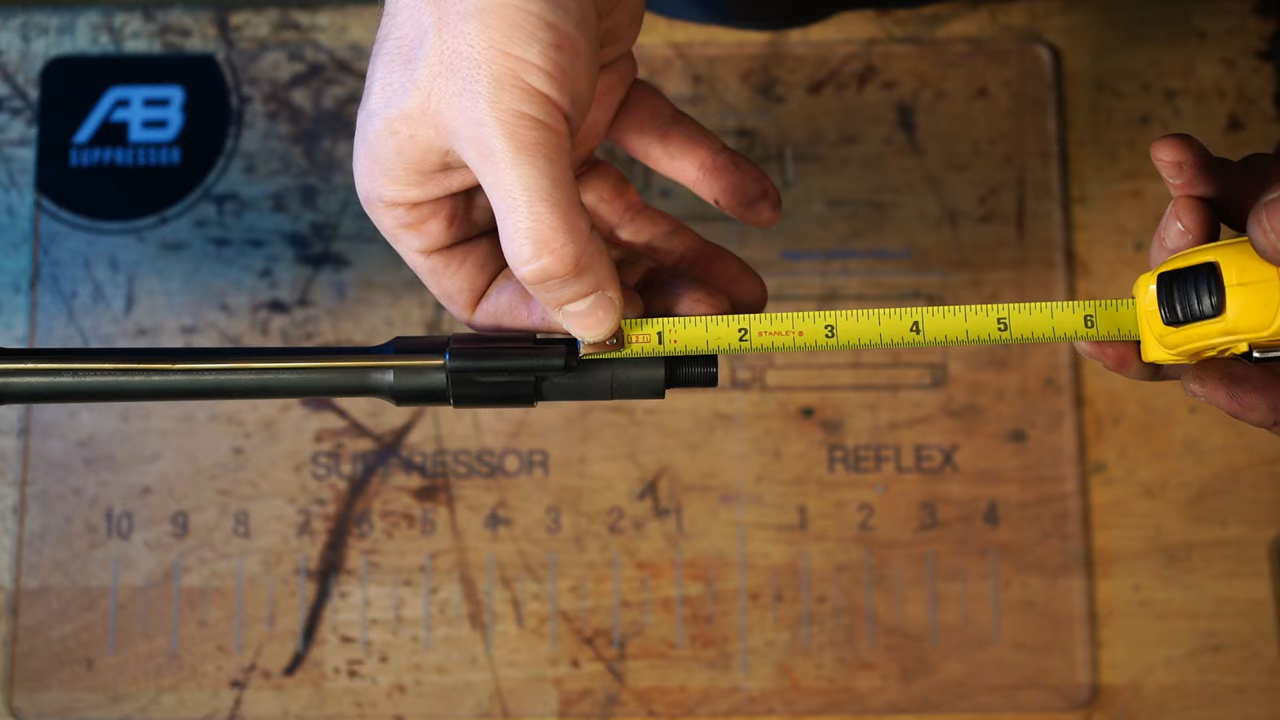 AB
SUPPRESSOR
1 2 STANLEY® 3 4 5 6
SUPPRESSOR REFLEX
10 9 8 7 6 5 4 3 2 1 1 2 3 4